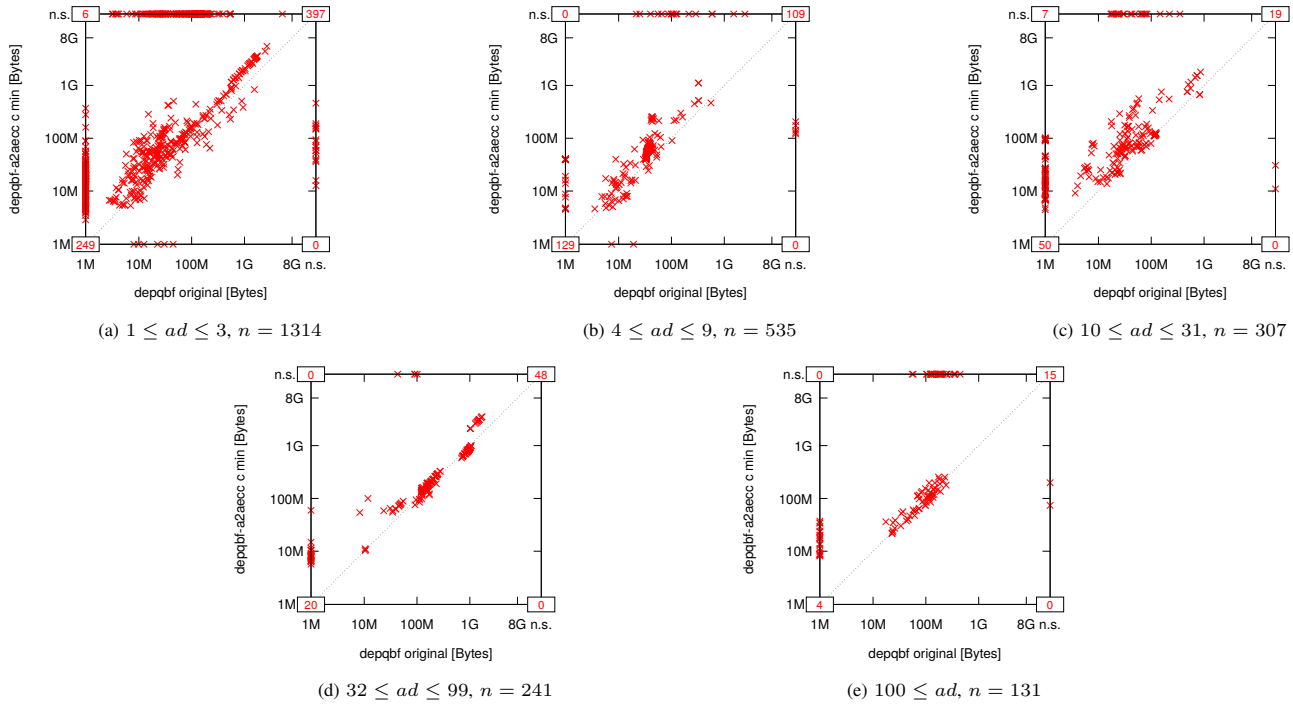 n.s. 6 397
8G
1G
100M
10M
1M 249 0
1M 10M 100M 1G 8G n.s.
depqbf-a2aecc c min [Bytes]
depqbf original [Bytes]
(a) 1 ≤ ad ≤ 3, n = 1314
n.s. 0 109
8G
1G
100M
10M
1M 129 0
1M 10M 100M 1G 8G n.s.
depqbf-a2aecc c min [Bytes]
depqbf original [Bytes]
(b) 4 ≤ ad ≤ 9, n = 535
n.s. 7 19
8G
1G
100M
10M
1M 50 0
1M 10M 100M 1G 8G n.s.
depqbf-a2aecc c min [Bytes]
depqbf original [Bytes]
(c) 10 ≤ ad ≤ 31, n = 307
n.s. 0 48
8G
1G
100M
10M
1M 20 0
1M 10M 100M 1G 8G n.s.
depqbf-a2aecc c min [Bytes]
depqbf original [Bytes]
(d) 32 ≤ ad ≤ 99, n = 241
n.s. 0 15
8G
1G
100M
10M
1M 4 0
1M 10M 100M 1G 8G n.s.
depqbf-a2aecc c min [Bytes]
depqbf original [Bytes]
(e) 100 ≤ ad, n = 131